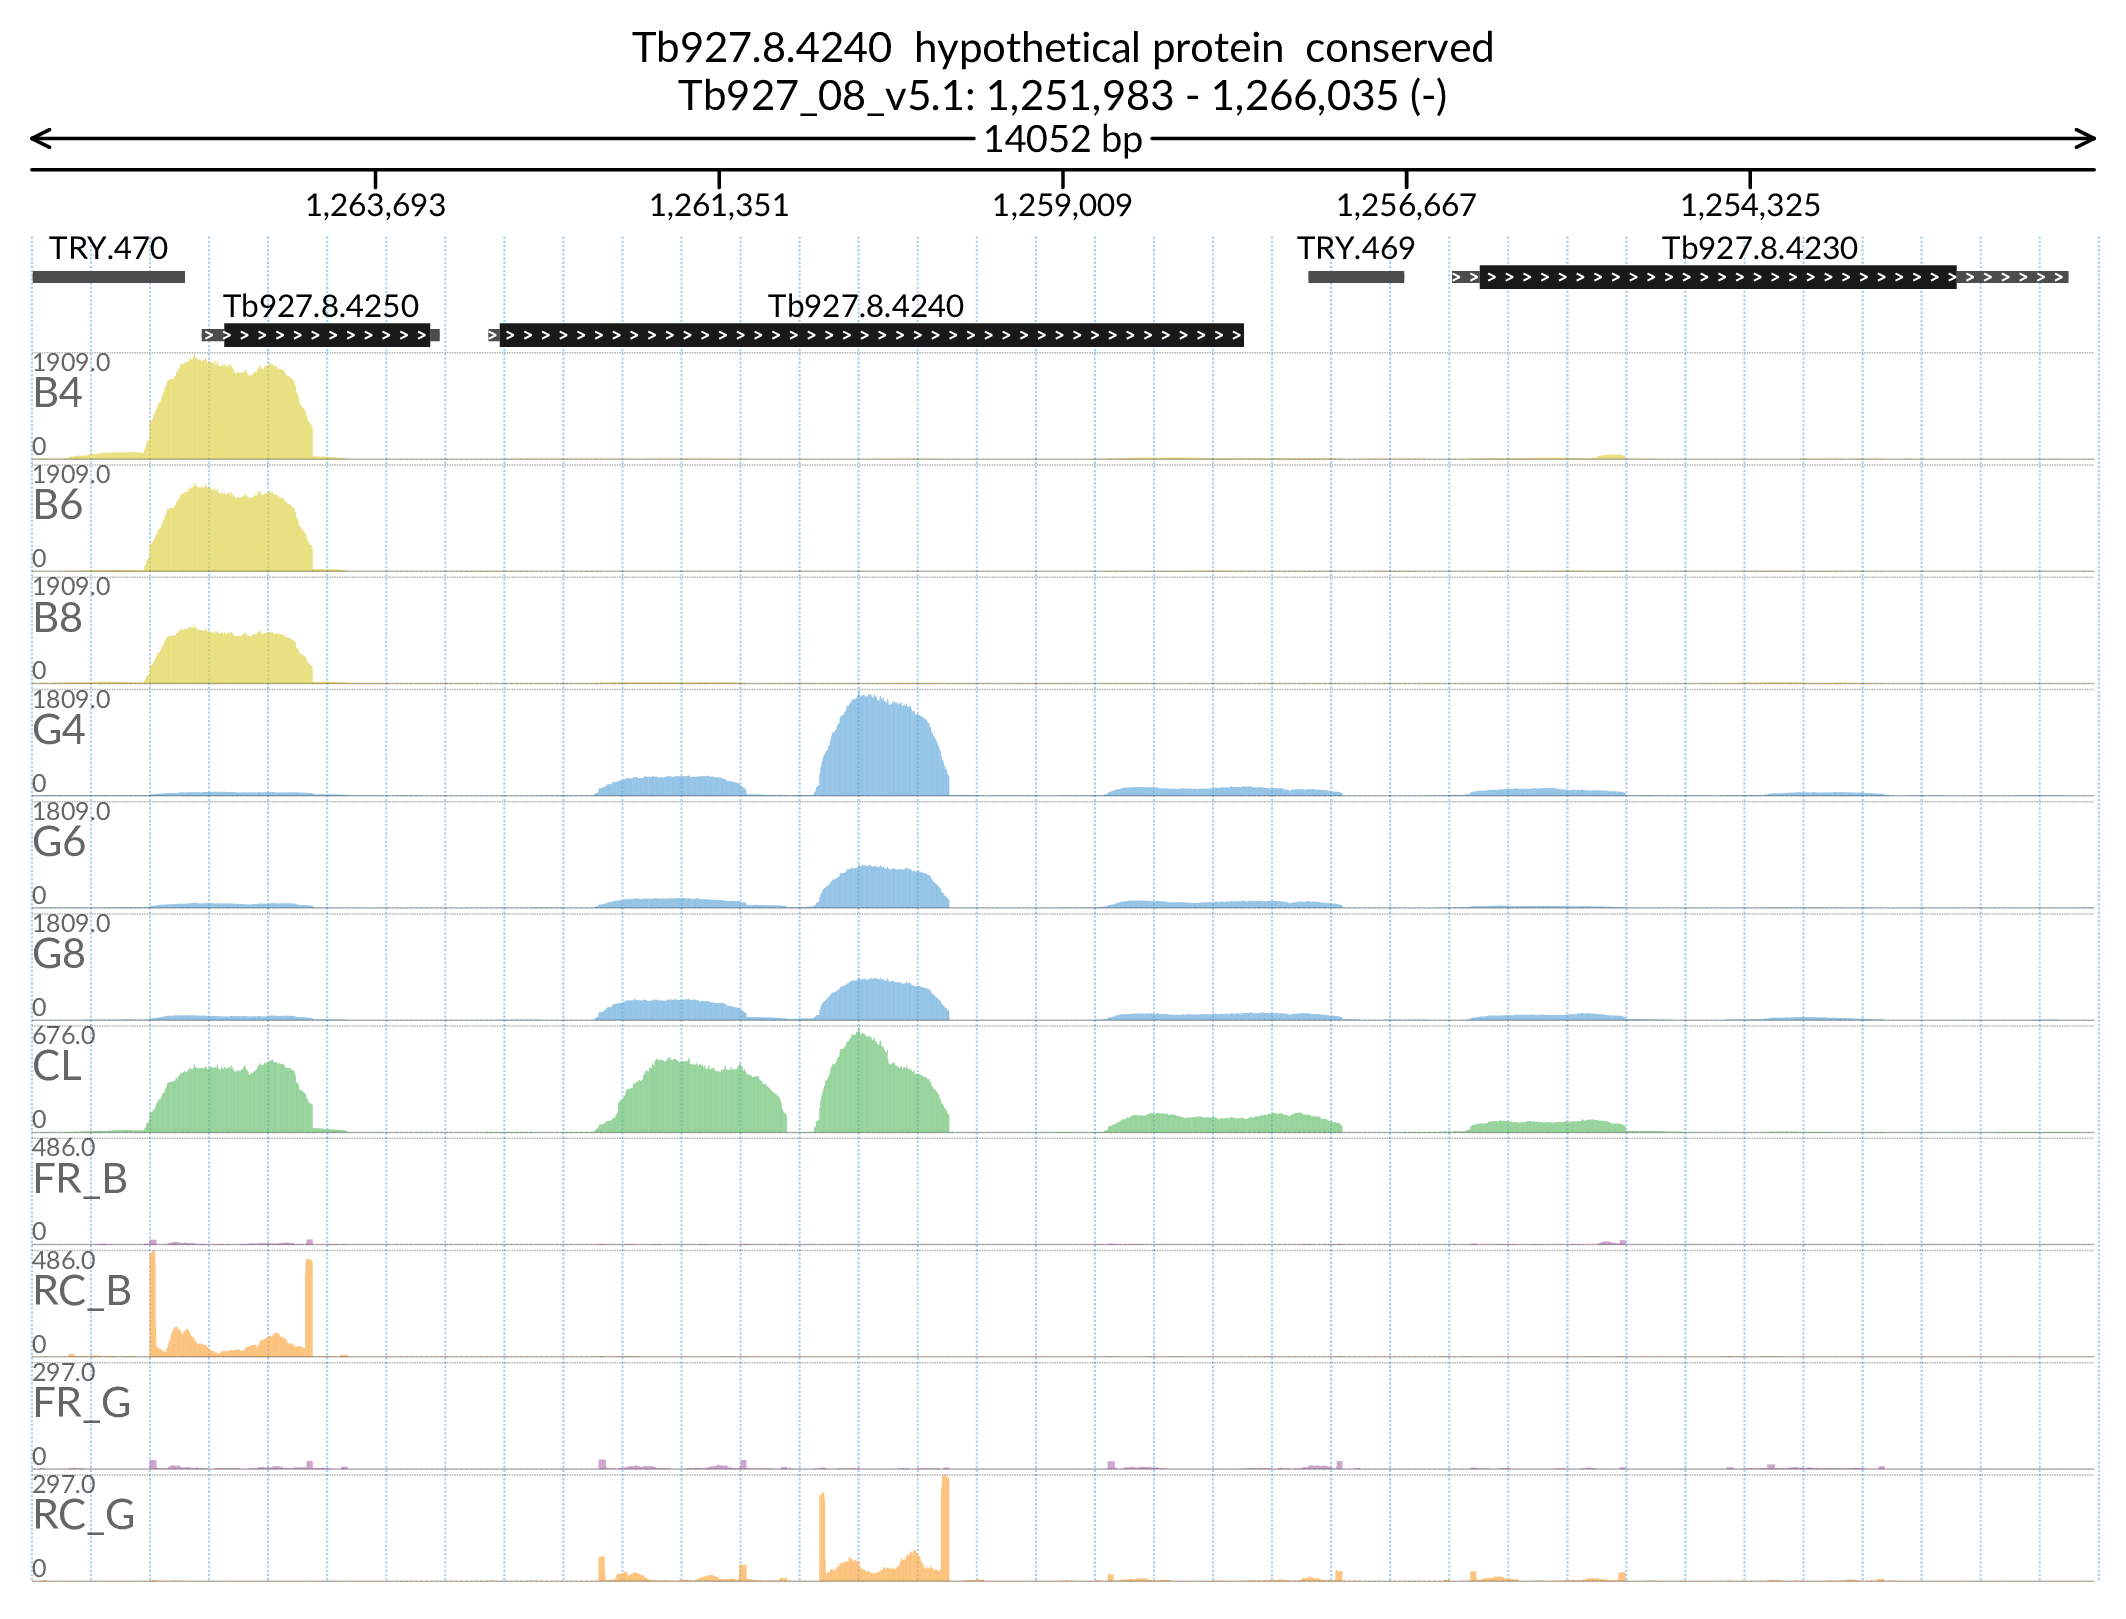 Tb927.8.4240 hypothetical protein conserved
Tb927_08_v5.1: 1,251,983 - 1,266,035 (-)
14052 bp
1,263,693 1,261,351 1,259,009 1,256,667 1,254,325
TRY.470 TRY.469 Tb927.8.4230
Tb927.8.4250 Tb927.8.4240
1909.0
B4
0
1909.0
B6
0
1909.0
B8
0
1809.0
G4
0
1809.0
G6
0
1809.0
G8
0
676.0
CL
0
486.0
FR_B
0
486.0
RC_B
0
297.0
FR_G
0
297.0
RC_G
0